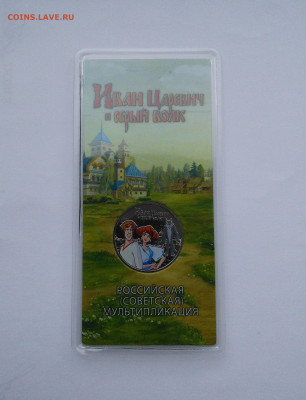 COINS.LAVE.RU
Иван Царевич
и серый волк
РОССИЙСКАЯ
(СОВЕТСКАЯ)
МУЛЬТИПЛИКАЦИЯ